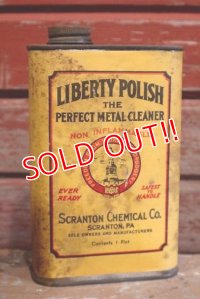 LIBERTY POLISH
THE
PERFECT METAL CLEANER
NON INFLAMMABLE
SOLD OUT!!
EVER
READY
SAFEST
TO
HANDLE
SCRANTON CHEMICAL CO.
SCRANTON, PA
SOLE OWNERS AND MANUFACTURERS
Contents 1 Pint